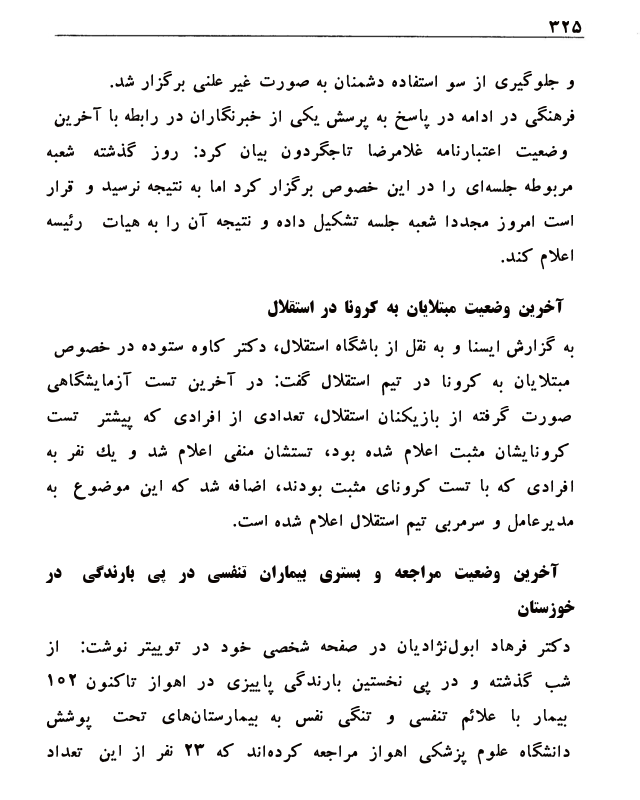 ۳۲۵
و جلوگیری از سو استفاده دشمنان به صورت غیر علنی برگزار شد.
فرهنگی در ادامه در پاسخ به پرسش یکی از خبرنگاران در رابطه با آخرین
وضعیت اعتبارنامه غلامرضا تاجگردون بیان کرد: روز گذشته شعبه
مربوطه جلسه‌ای را در این خصوص برگزار کرد اما به نتیجه نرسید و قرار
است امروز مجددا شعبه جلسه تشکیل داده و نتیجه آن را به هیات رئیسه
اعلام کند.
آخرین وضعیت مبتلایان به کرونا در استقلال
به گزارش ایسنا و به نقل از باشگاه استقلال، دکتر کاوه ستوده در خصوص
مبتلایان به کرونا در تیم استقلال گفت: در آخرین تست آزمایشگاهی
صورت گرفته از بازیکنان استقلال، تعدادی از افرادی که پیشتر تست
کرونایشان مثبت اعلام شده بود، تستشان منفی اعلام شد و یك نفر به
افرادی که با تست کرونای مثبت بودند، اضافه شد که این موضوع به
مدیرعامل و سرمربی تیم استقلال اعلام شده است.
آخرین وضعیت مراجعه و بستری بیماران تنفسی در پی بارندگی در
خوزستان
دکتر فرهاد ابول‌نژادیان در صفحه شخصی خود در توییتر نوشت: از
شب گذشته و در پی نخستین بارندگی پاییزی در اهواز تاکنون ۱۰۲
بیمار با علائم تنفسی و تنگی نفس به بیمارستان‌های تحت پوشش
دانشگاه علوم پزشکی اهواز مراجعه کرده‌اند که ۲۳ نفر از این تعداد